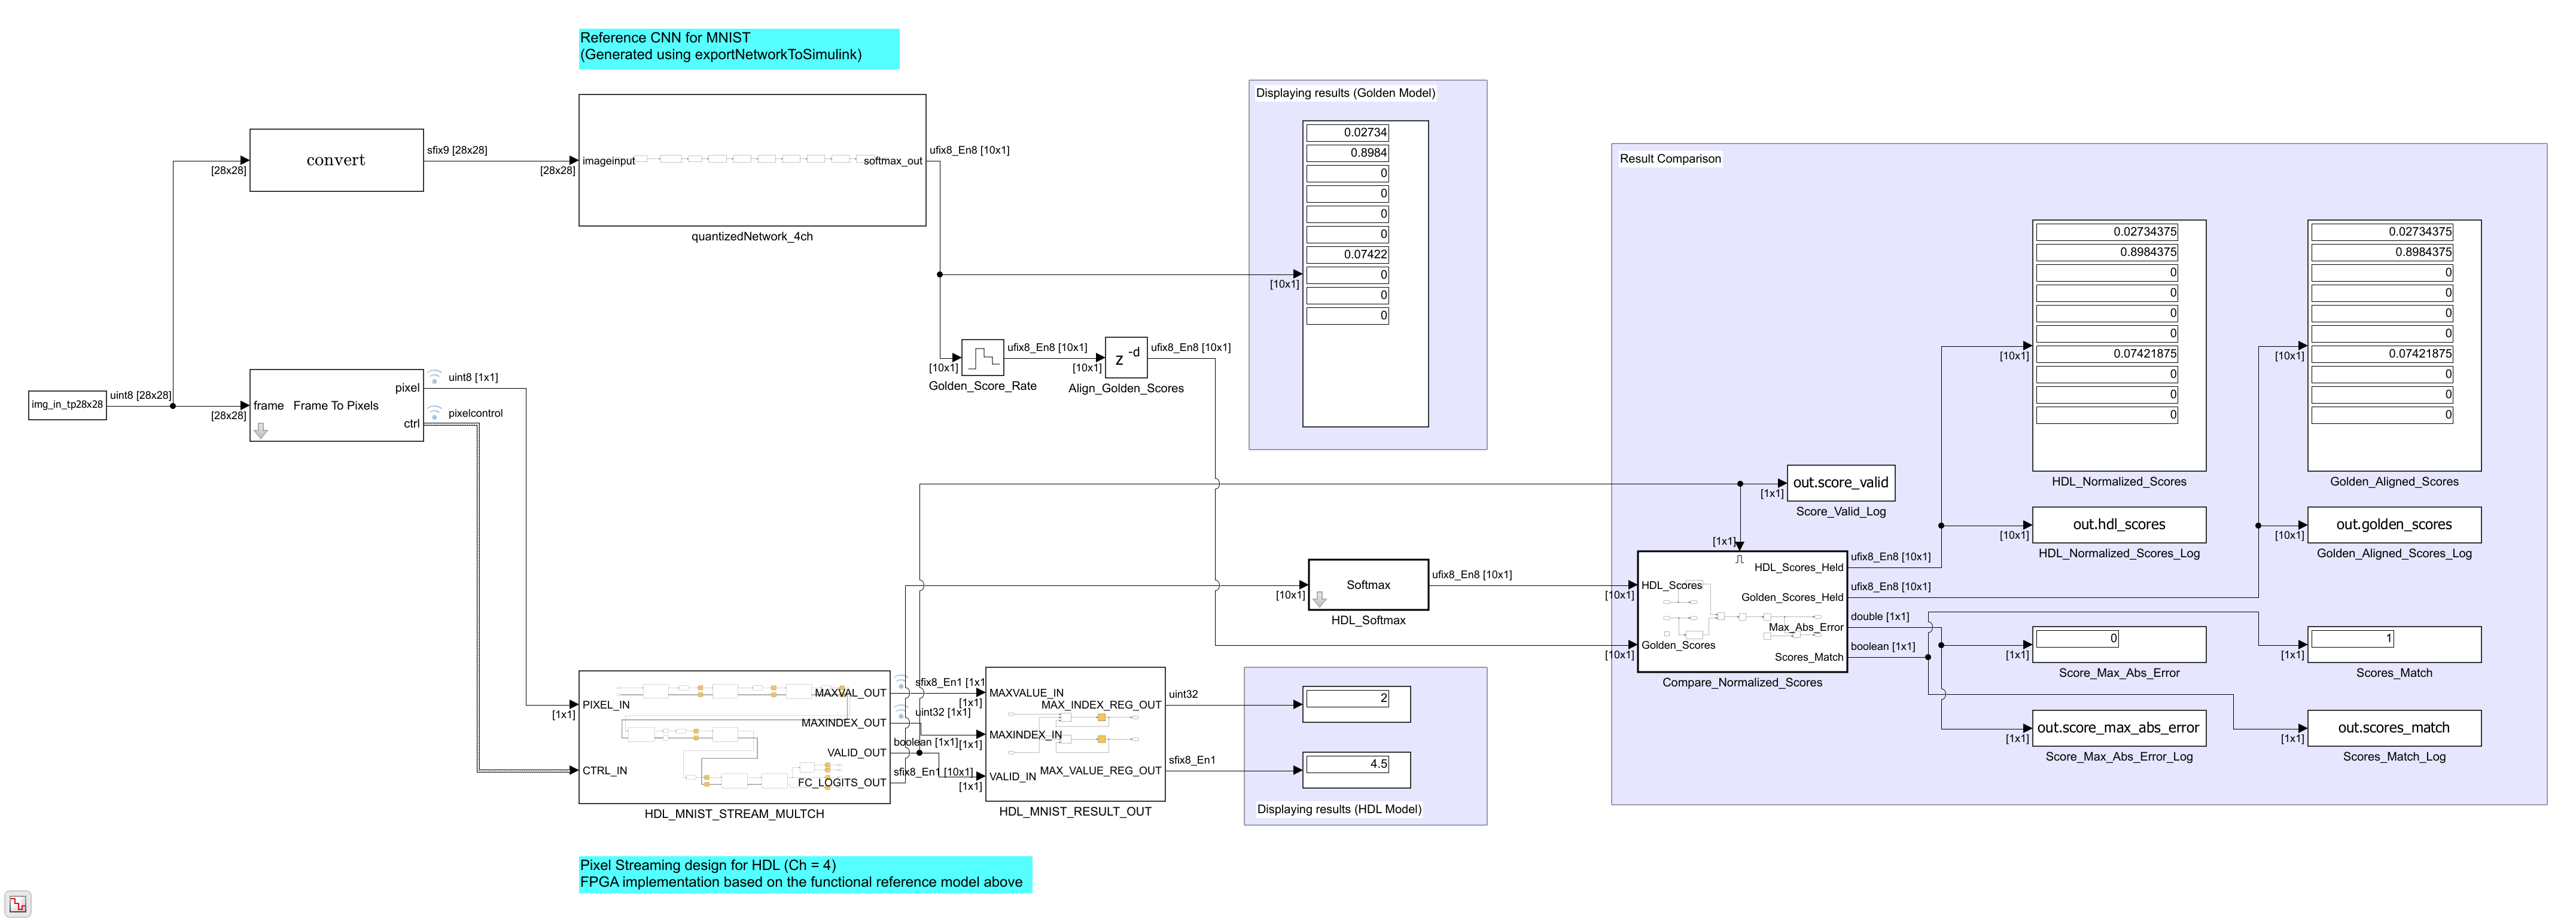 Reference CNN for MNIST
(Generated using exportNetworkToSimulink)
Displaying results (Golden Model)
0.02734
0.8984
0
0
0
0
0.07422
0
0
0
[10x1]
convert
[28x28]
sfix9 [28x28]
[28x28]
imageinput
softmax_out
quantizedNetwork_4ch
ufix8_En8 [10x1]
[10x1]
Golden_Score_Rate
ufix8_En8 [10x1]
[10x1]
z -d
Align_Golden_Scores
ufix8_En8 [10x1]
img_in_tp28x28
uint8 [28x28]
[28x28]
frame
Frame To Pixels
pixel
ctrl
uint8 [1x1]
pixelcontrol
[1x1]
PIXEL_IN
CTRL_IN
MAXVAL_OUT
MAXINDEX_OUT
VALID_OUT
FC_LOGITS_OUT
HDL_MNIST_STREAM_MULTCH
sfix8_En1 [1x1]
uint32 [1x1]
boolean [1x1]
sfix8_En1 [10x1]
[1x1]
[1x1]
[1x1]
MAXVALUE_IN
MAXINDEX_IN
VALID_IN
MAX_INDEX_REG_OUT
MAX_VALUE_REG_OUT
HDL_MNIST_RESULT_OUT
uint32
sfix8_En1
2
4.5
Displaying results (HDL Model)
[10x1]
Softmax
HDL_Softmax
ufix8_En8 [10x1]
Result Comparison
[1x1]
out.score_valid
Score_Valid_Log
[1x1]
[10x1]
[10x1]
HDL_Scores
Golden_Scores
HDL_Scores_Held
Golden_Scores_Held
Max_Abs_Error
Scores_Match
Compare_Normalized_Scores
ufix8_En8 [10x1]
ufix8_En8 [10x1]
double [1x1]
boolean [1x1]
0.02734375
0.8984375
0
0
0
0
0.07421875
0
0
0
[10x1]
HDL_Normalized_Scores
0.02734375
0.8984375
0
0
0
0
0.07421875
0
0
0
[10x1]
Golden_Aligned_Scores
out.hdl_scores
[10x1]
HDL_Normalized_Scores_Log
out.golden_scores
[10x1]
Golden_Aligned_Scores_Log
0
[1x1]
Score_Max_Abs_Error
1
[1x1]
Scores_Match
out.score_max_abs_error
[1x1]
Score_Max_Abs_Error_Log
out.scores_match
[1x1]
Scores_Match_Log
Pixel Streaming design for HDL (Ch = 4)
FPGA implementation based on the functional reference model above